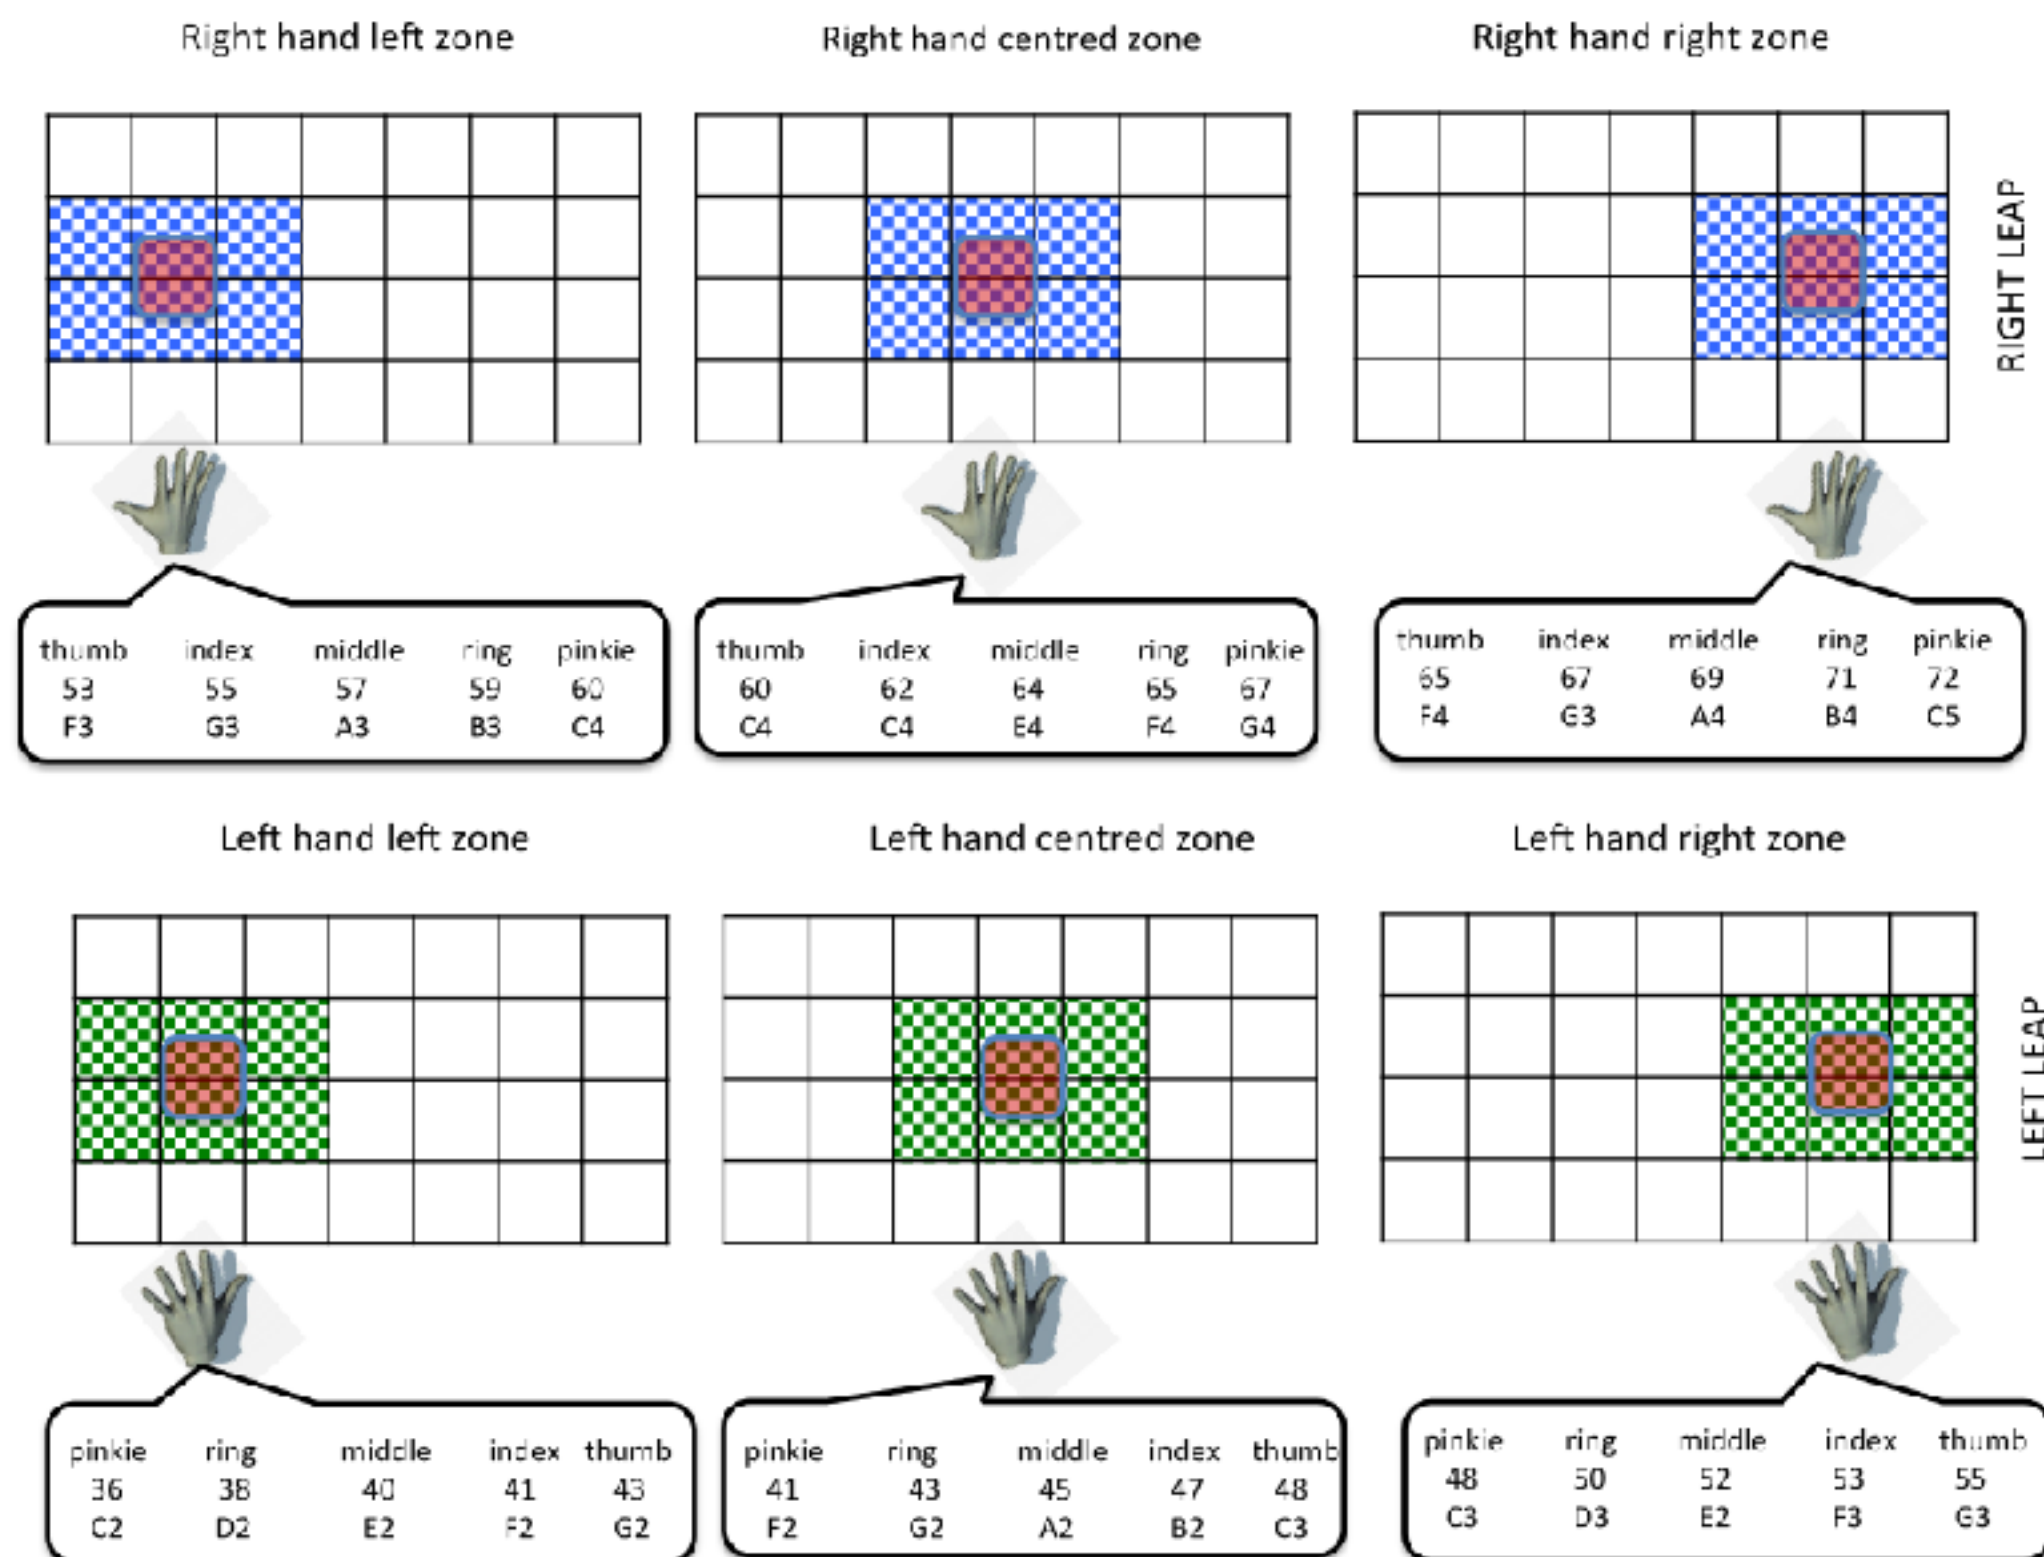 Right hand left zone
Right hand centred zone
Right hand right zone
RIGHT LEAP
thumb index middle ring pinkie
53 55 57 59 60
F3 G3 A3 B3 C4
thumb index middle ring pinkie
60 62 64 65 67
C4 C4 E4 F4 G4
thumb index middle ring pinkie
65 67 69 71 72
F4 G3 A4 B4 C5
Left hand left zone
Left hand centred zone
Left hand right zone
LEFT LEAP
pinkie ring middle index thumb
36 38 40 41 43
C2 D2 E2 F2 G2
pinkie ring middle index thumb
41 43 45 47 48
F2 G2 A2 B2 C3
pinkie ring middle index thumb
48 50 52 53 55
C3 D3 E2 F3 G3